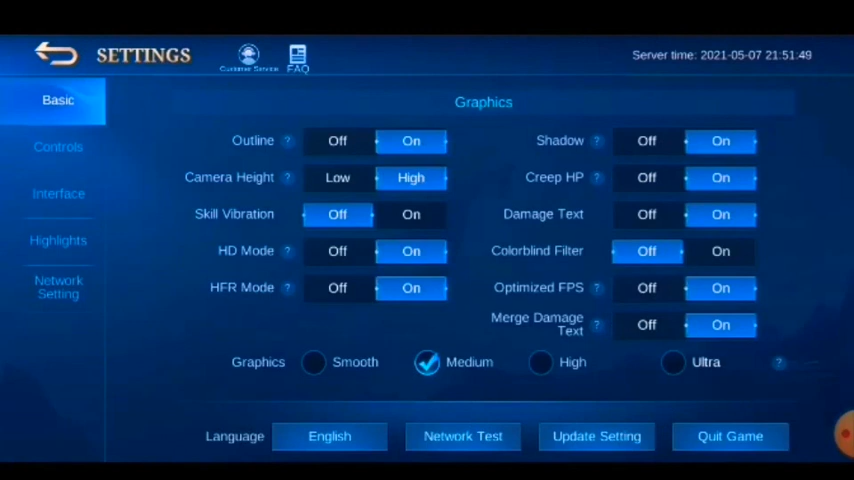 SETTINGS
Customer Service
FAQ
Server time: 2021-05-07 21:51:49
Basic
Controls
Interface
Highlights
Network
Setting
Graphics
Outline ? Off On
Shadow ? Off On
Camera Height ? Low High
Creep HP ? Off On
Skill Vibration Off On
Damage Text Off On
HD Mode ? Off On
Colorblind Filter Off On
HFR Mode ? Off On
Optimized FPS ? Off On
Merge Damage
Text ? Off On
Graphics Smooth Medium High Ultra ?
Language English Network Test Update Setting Quit Game